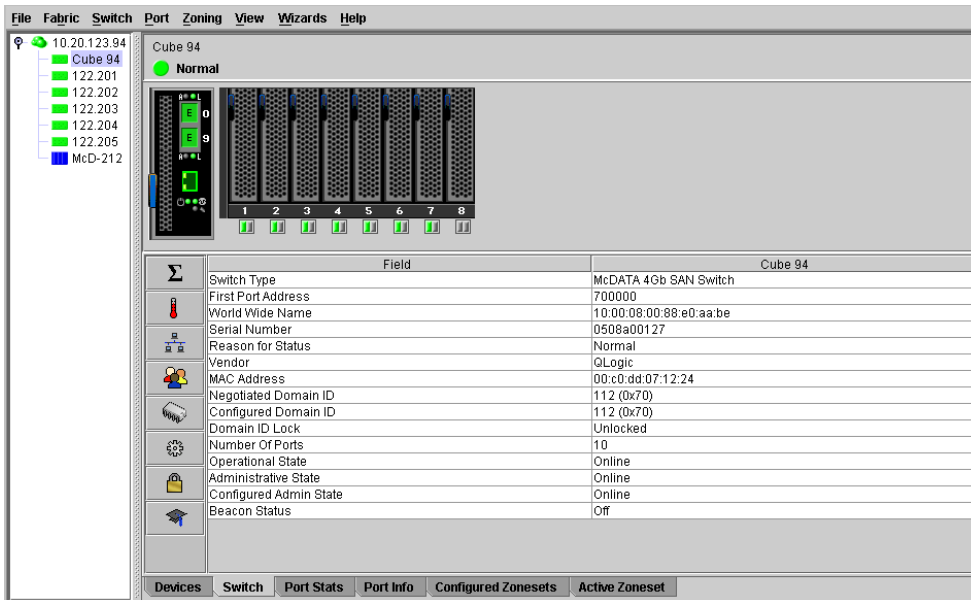 File Fabric Switch Port Zoning View Wizards Help
10.20.123.94
Cube 94
122.201
122.202
122.203
122.204
122.205
McD-212
Cube 94
Normal
A L
E 0
E 9
A L
1 2 3 4 5 6 7 8
Σ
Field Cube 94
Switch Type McDATA 4Gb SAN Switch
First Port Address 700000
World Wide Name 10:00:08:00:88:e0:aa:be
Serial Number 0508a00127
Reason for Status Normal
Vendor QLogic
MAC Address 00:c0:dd:07:12:24
Negotiated Domain ID 112 (0x70)
Configured Domain ID 112 (0x70)
Domain ID Lock Unlocked
Number Of Ports 10
Operational State Online
Administrative State Online
Configured Admin State Online
Beacon Status Off
Devices Switch Port Stats Port Info Configured Zonesets Active Zoneset